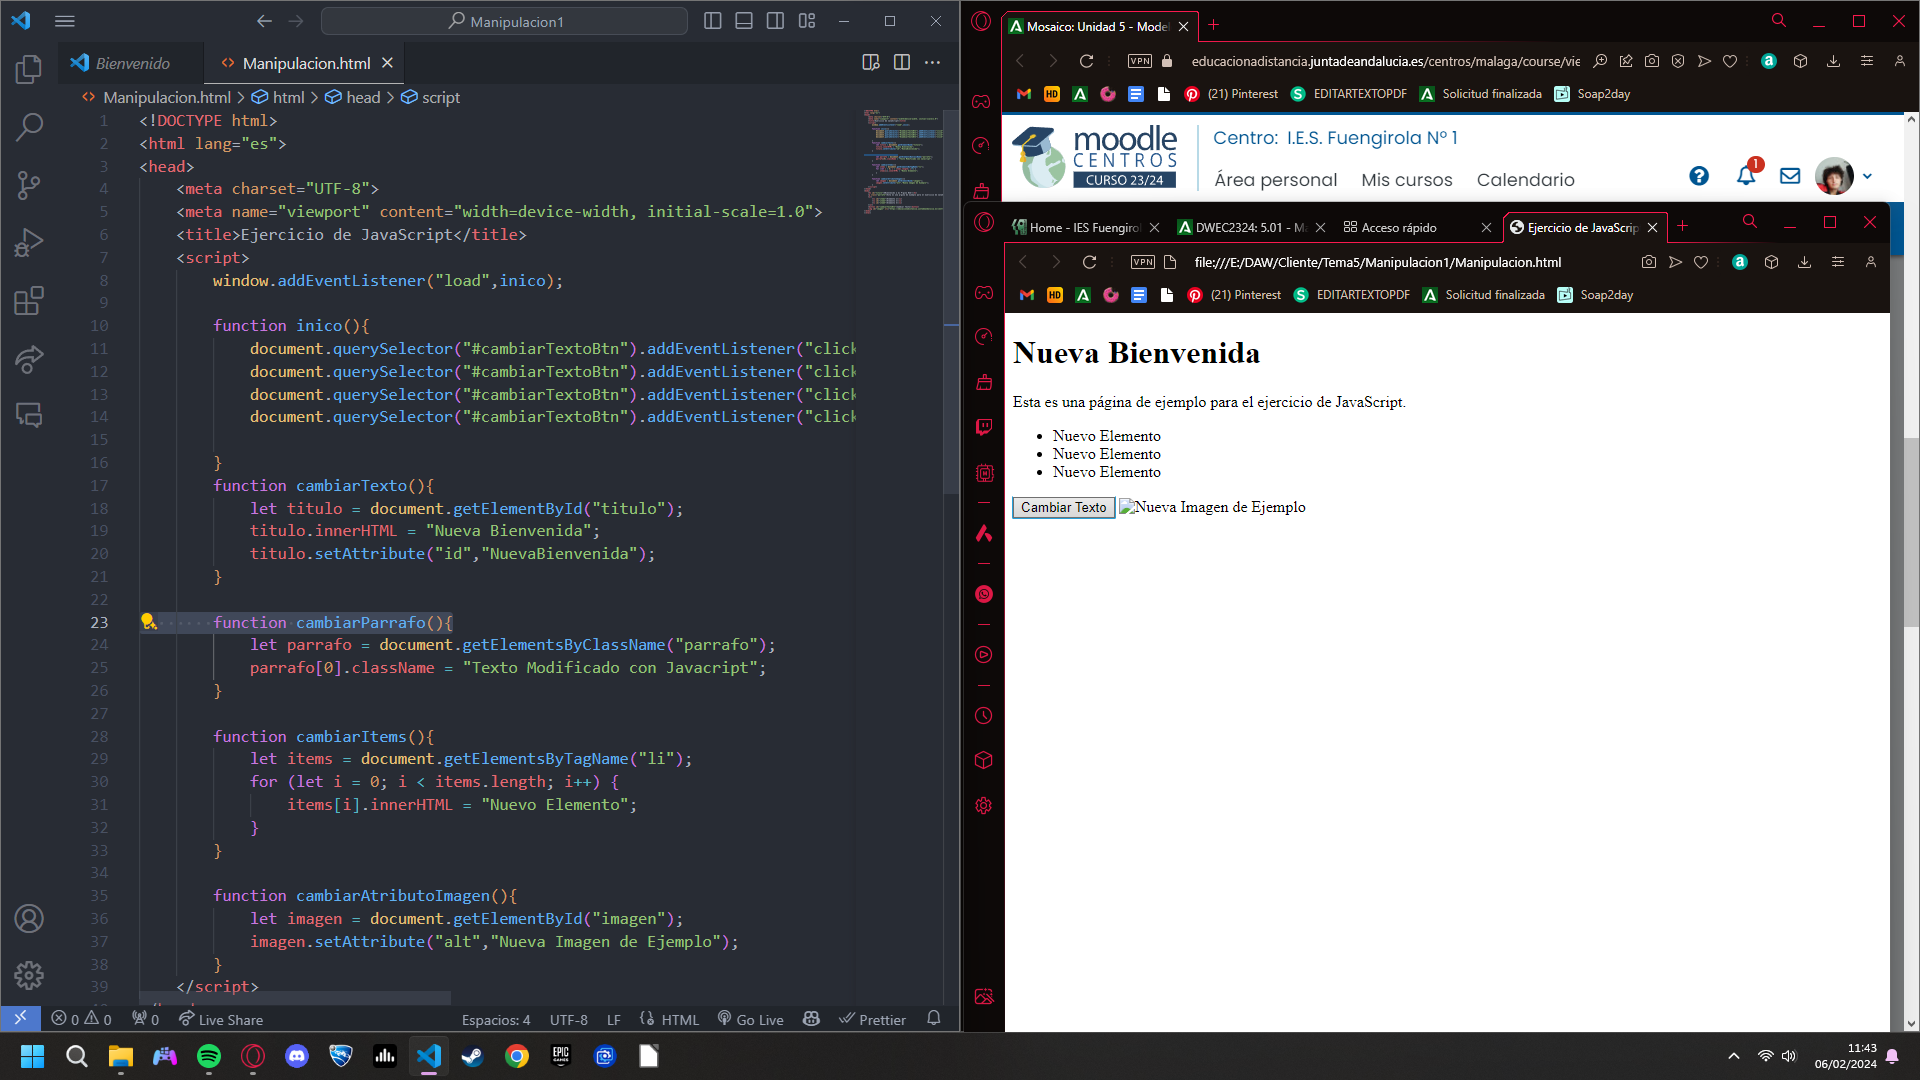 Manipulacion1
Bienvenido
Manipulacion.html
Manipulacion.html > html > head > script
1 <!DOCTYPE html>
2 <html lang="es">
3 <head>
4 <meta charset="UTF-8">
5 <meta name="viewport" content="width=device-width, initial-scale=1.0">
6 <title>Ejercicio de JavaScript</title>
7 <script>
8 window.addEventListener("load",inico);
9
10 function inico(){
11 document.querySelector("#cambiarTextoBtn").addEventListener("click
12 document.querySelector("#cambiarTextoBtn").addEventListener("click
13 document.querySelector("#cambiarTextoBtn").addEventListener("click
14 document.querySelector("#cambiarTextoBtn").addEventListener("click
15
16 }
17 function cambiarTexto(){
18 let titulo = document.getElementById("titulo");
19 titulo.innerHTML = "Nueva Bienvenida";
20 titulo.setAttribute("id","NuevaBienvenida");
21 }
22
23 function cambiarParrafo(){
24 let parrafo = document.getElementsByClassName("parrafo");
25 parrafo[0].className = "Texto Modificado con Javacript";
26 }
27
28 function cambiarItems(){
29 let items = document.getElementsByTagName("li");
30 for (let i = 0; i < items.length; i++) {
31 items[i].innerHTML = "Nuevo Elemento";
32 }
33 }
34
35 function cambiarAtributoImagen(){
36 let imagen = document.getElementById("imagen");
37 imagen.setAttribute("alt","Nueva Imagen de Ejemplo");
38 }
39 </script>
0 0 0 Live Share Espacios: 4 UTF-8 LF HTML Go Live Prettier
Mosaico: Unidad 5 - Model
VPN educacionadistancia.juntadeandalucia.es/centros/malaga/course/vie
HD (21) Pinterest EDITARTEXTOPDF Solicitud finalizada Soap2day
moodle
CENTROS
CURSO 23/24
Centro: I.E.S. Fuengirola Nº 1
Área personal Mis cursos Calendario
1
Home - IES Fuengirol
DWEC2324: 5.01 - Ma
Acceso rápido
Ejercicio de JavaScrip
VPN file:///E:/DAW/Cliente/Tema5/Manipulacion1/Manipulacion.html
HD (21) Pinterest EDITARTEXTOPDF Solicitud finalizada Soap2day
Nueva Bienvenida
Esta es una página de ejemplo para el ejercicio de JavaScript.
• Nuevo Elemento
• Nuevo Elemento
• Nuevo Elemento
Cambiar Texto Nueva Imagen de Ejemplo
EPIC GAMES
11:43
06/02/2024